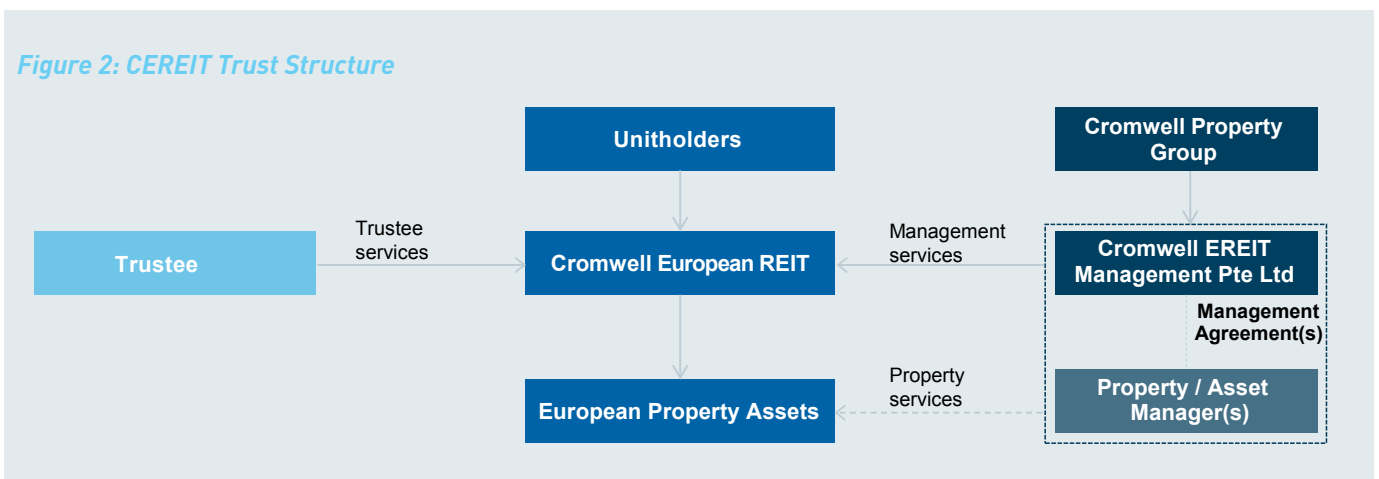 Figure 2: CEREIT Trust Structure
Unitholders
Cromwell Property
Group
Trustee
Trustee
services
Cromwell European REIT
Management
services
Cromwell EREIT
Management Pte Ltd
Management
Agreement(s)
European Property Assets
Property
services
Property / Asset
Manager(s)